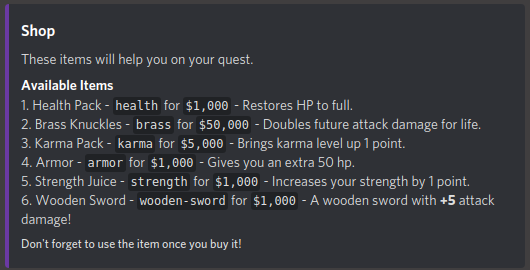 Shop
These items will help you on your quest.
Available Items
1. Health Pack - health for $1,000 - Restores HP to full.
2. Brass Knuckles - brass for $50,000 - Doubles future attack damage for life.
3. Karma Pack - karma for $5,000 - Brings karma level up 1 point.
4. Armor - armor for $1,000 - Gives you an extra 50 hp.
5. Strength Juice - strength for $1,000 - Increases your strength by 1 point.
6. Wooden Sword - wooden-sword for $1,000 - A wooden sword with +5 attack
damage!
Don't forget to use the item once you buy it!